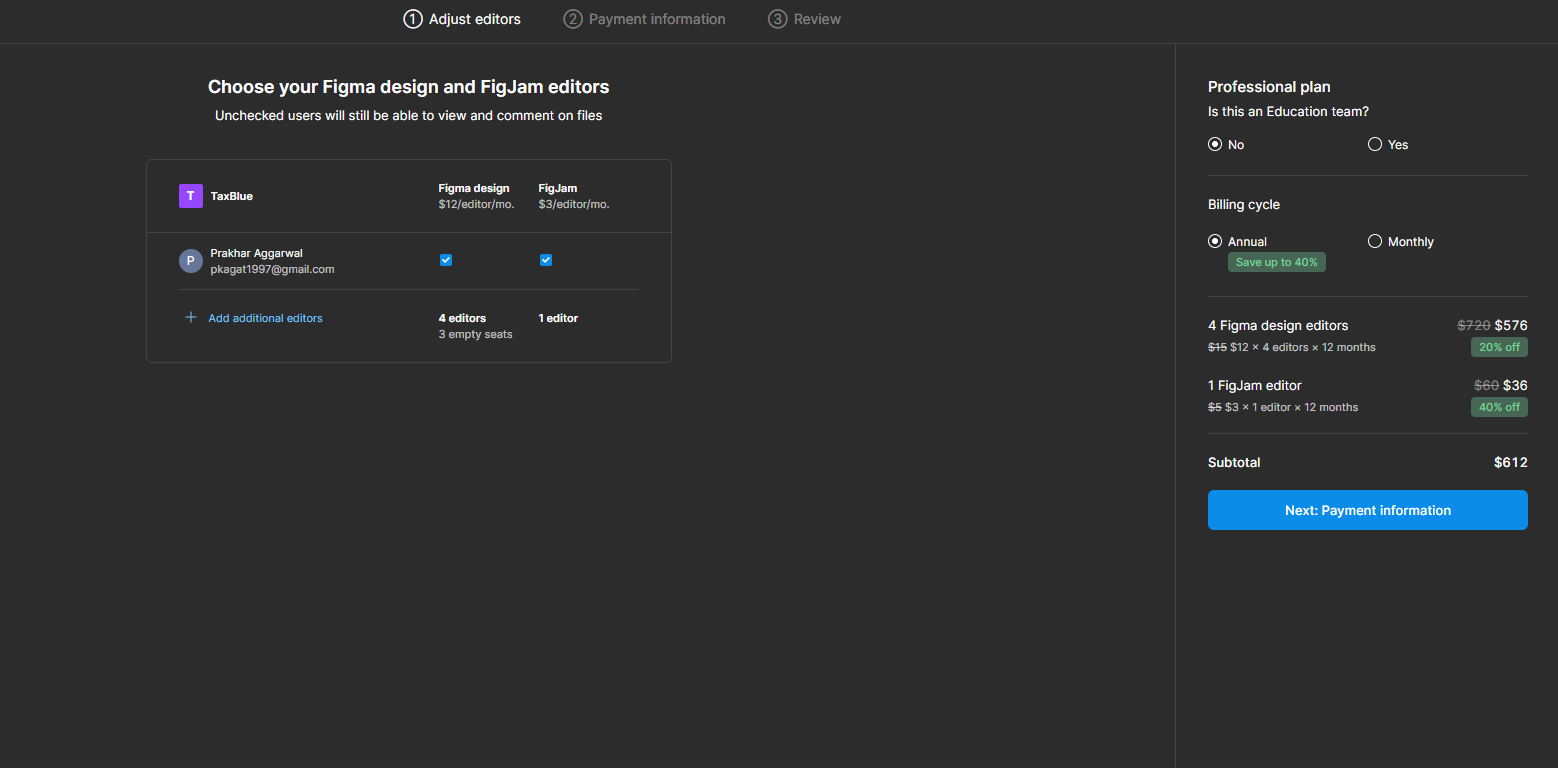 1 Adjust editors 2 Payment information 3 Review
Choose your Figma design and FigJam editors
Unchecked users will still be able to view and comment on files
T TaxBlue
Figma design
$12/editor/mo.
FigJam
$3/editor/mo.
P
Prakhar Aggarwal
pkagat1997@gmail.com
+ Add additional editors
4 editors
3 empty seats
1 editor
Professional plan
Is this an Education team?
No Yes
Billing cycle
Annual Monthly
Save up to 40%
4 Figma design editors $720 $576
$15 $12 × 4 editors × 12 months 20% off
1 FigJam editor $60 $36
$5 $3 × 1 editor × 12 months 40% off
Subtotal $612
Next: Payment information